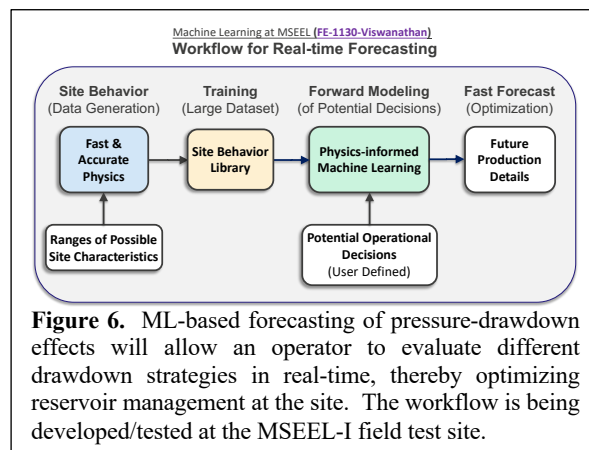 Machine Learning at MSEEL (FE-1130-Viswanathan)
Workflow for Real-time Forecasting
Site Behavior
(Data Generation)
Training
(Large Dataset)
Forward Modeling
(of Potential Decisions)
Fast Forecast
(Optimization)
Fast &
Accurate
Physics
Site Behavior
Library
Physics-informed
Machine Learning
Future
Production
Details
Ranges of Possible
Site Characteristics
Potential Operational
Decisions
(User Defined)
Figure 6. ML-based forecasting of pressure-drawdown
effects will allow an operator to evaluate different
drawdown strategies in real-time, thereby optimizing
reservoir management at the site. The workflow is being
developed/tested at the MSEEL-I field test site.